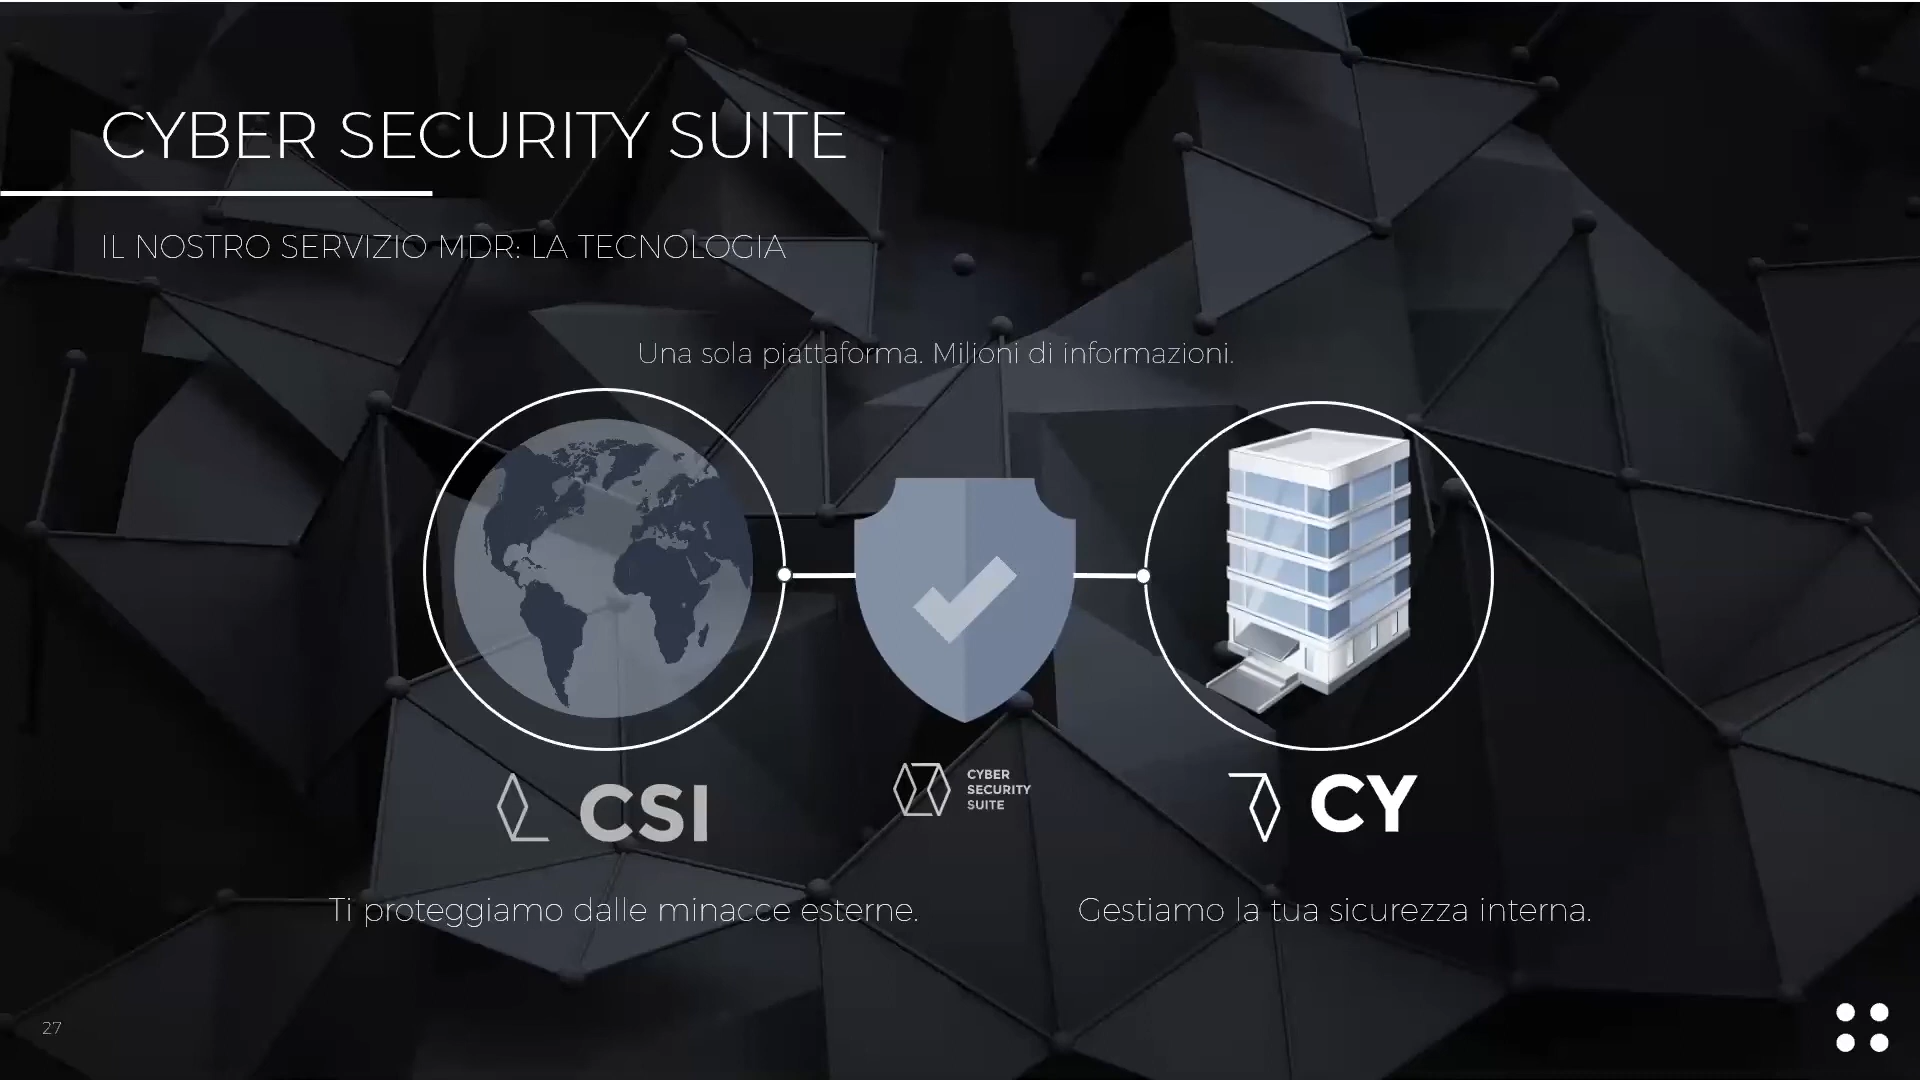 CYBER SECURITY SUITE
IL NOSTRO SERVIZIO MDR: LA TECNOLOGIA
Una sola piattaforma. Milioni di informazioni.
CSI
CYBER
SECURITY
SUITE
CY
Ti proteggiamo dalle minacce esterne.
Gestiamo la tua sicurezza interna.
27